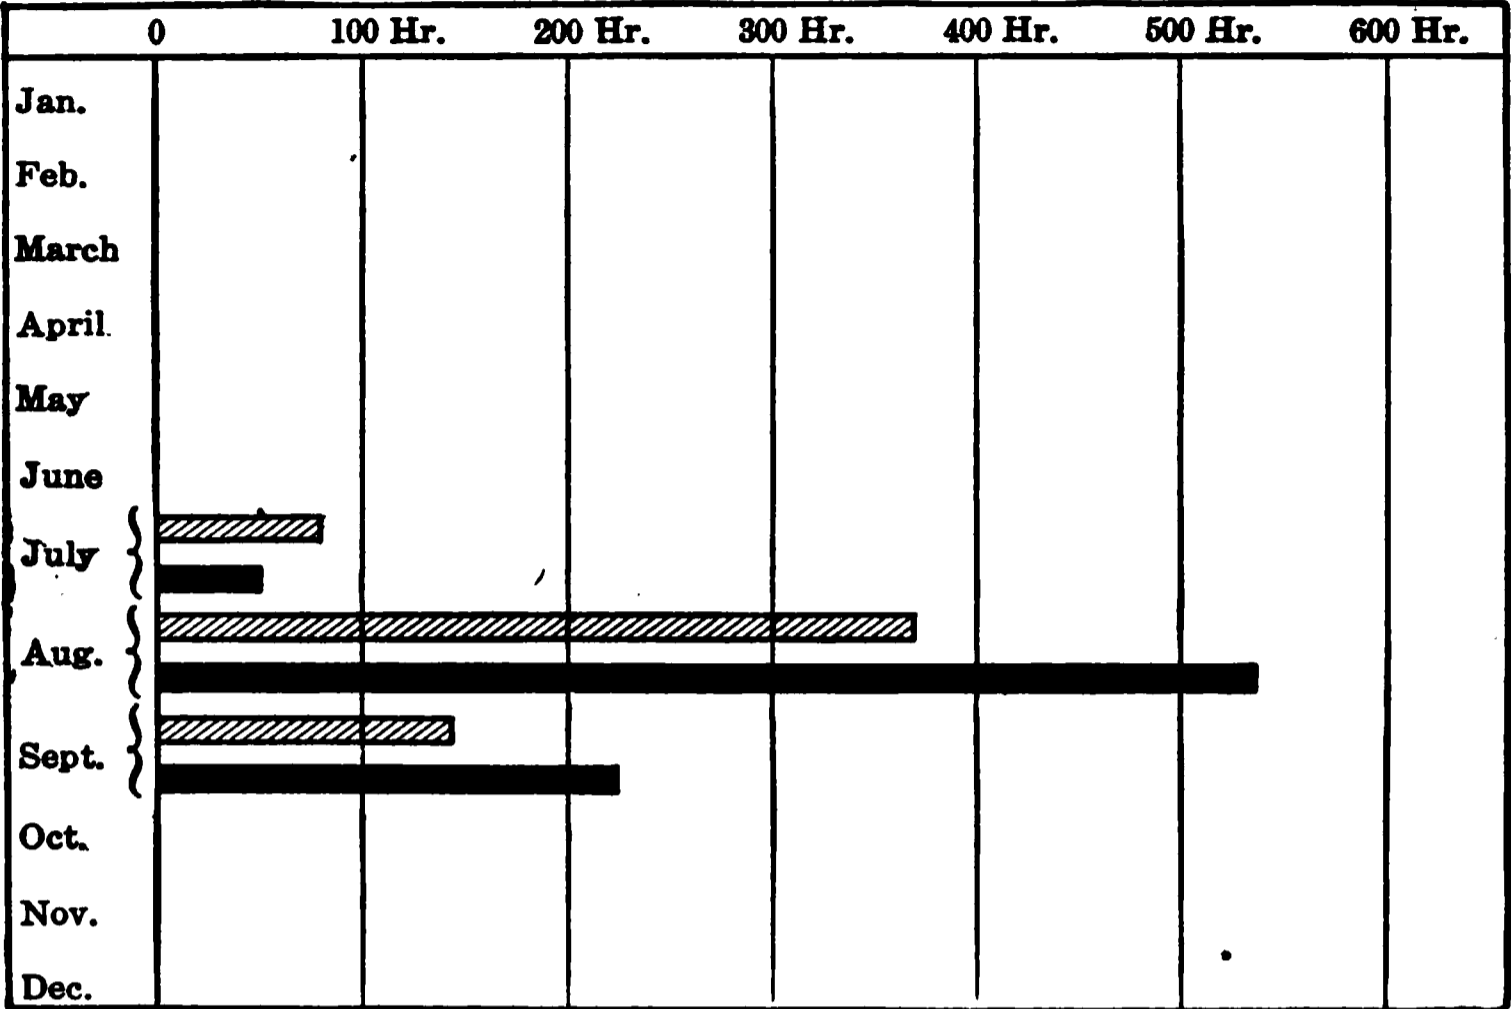 0 100 Hr. 200 Hr. 300 Hr. 400 Hr. 500 Hr. 600 Hr.
Jan.
Feb.
March
April.
May
June
July
Aug.
Sept.
Oct.
Nov.
Dec.